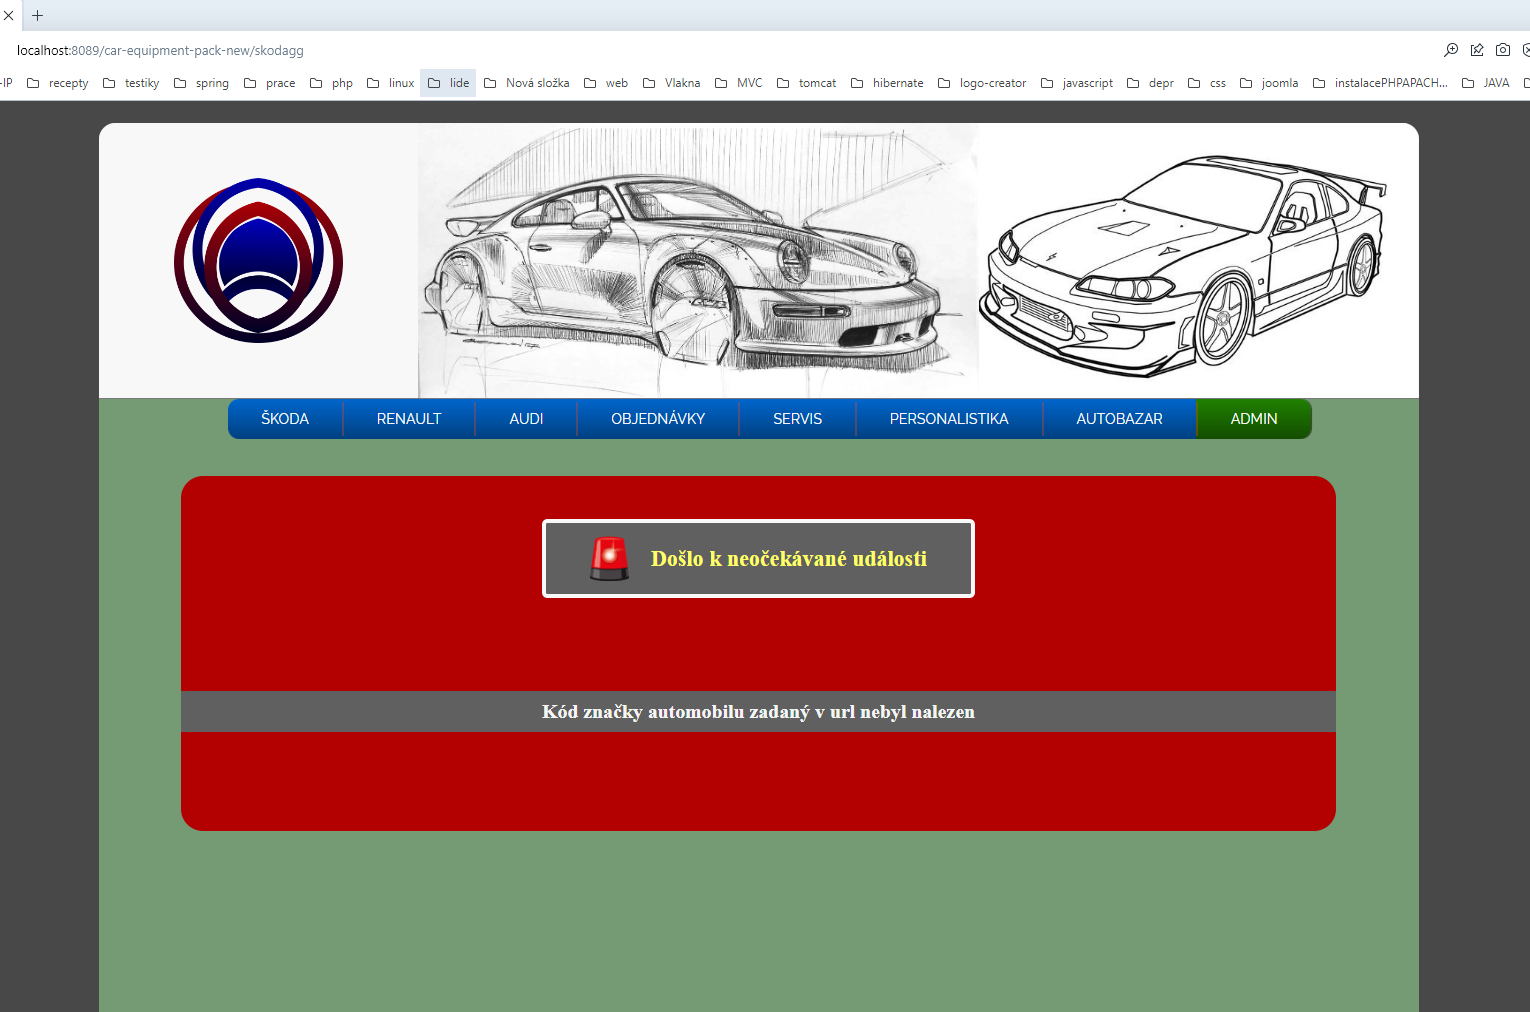 localhost:8089/car-equipment-pack-new/skodagg
-IP recepty testiky spring prace php linux lide Nová složka web Vlakna MVC tomcat hibernate logo-creator javascript depr css joomla instalacePHPAPACH... JAVA
ŠKODA RENAULT AUDI OBJEDNÁVKY SERVIS PERSONALISTIKA AUTOBAZAR ADMIN
Došlo k neočekávané události
Kód značky automobilu zadaný v url nebyl nalezen